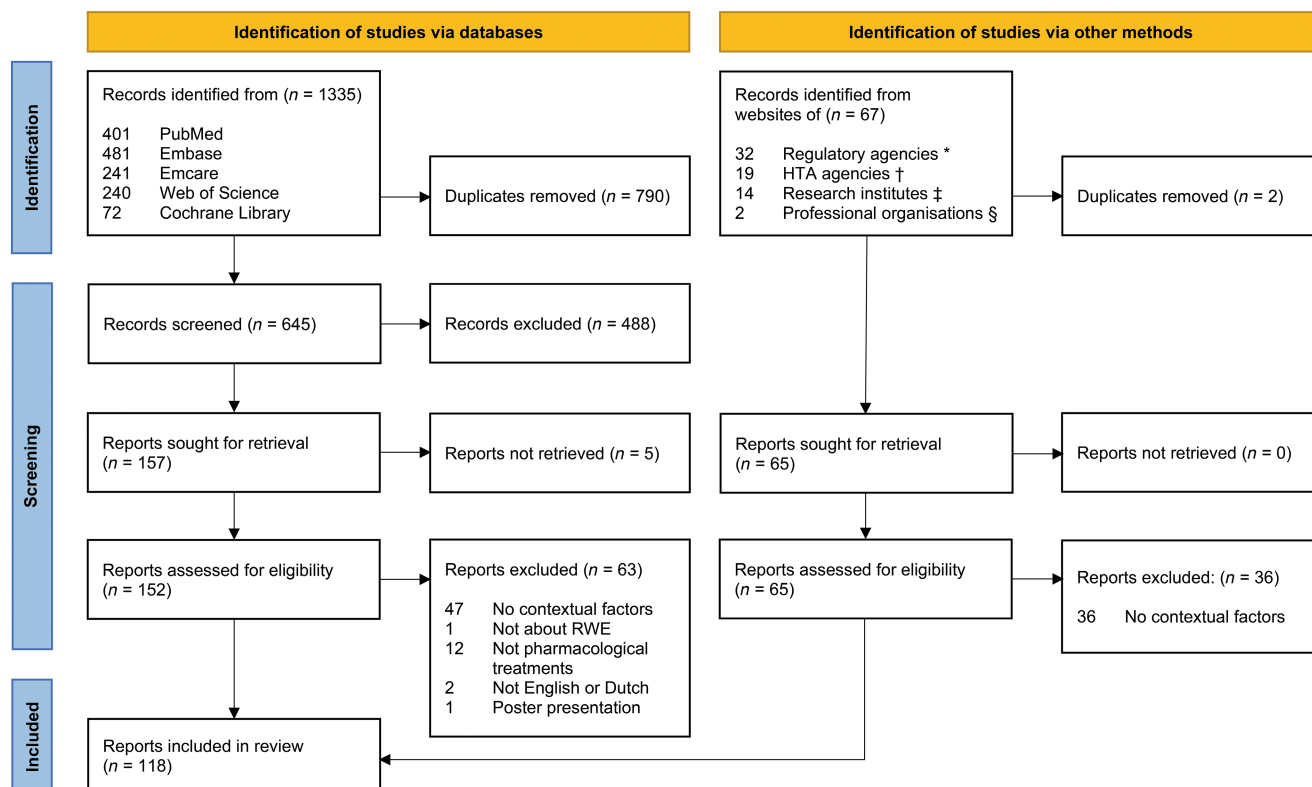 Identification of studies via databases
Identification of studies via other methods
Identification
Records identified from (n = 1335)
401 PubMed
481 Embase
241 Emcare
240 Web of Science
72 Cochrane Library
Duplicates removed (n = 790)
Records identified from
websites of (n = 67)
32 Regulatory agencies *
19 HTA agencies †
14 Research institutes ‡
2 Professional organisations §
Duplicates removed (n = 2)
Screening
Records screened (n = 645)
Records excluded (n = 488)
Reports sought for retrieval
(n = 157)
Reports not retrieved (n = 5)
Reports sought for retrieval
(n = 65)
Reports not retrieved (n = 0)
Reports assessed for eligibility
(n = 152)
Reports excluded (n = 63)
47 No contextual factors
1 Not about RWE
12 Not pharmacological
treatments
2 Not English or Dutch
1 Poster presentation
Reports assessed for eligibility
(n = 65)
Reports excluded: (n = 36)
36 No contextual factors
Included
Reports included in review
(n = 118)